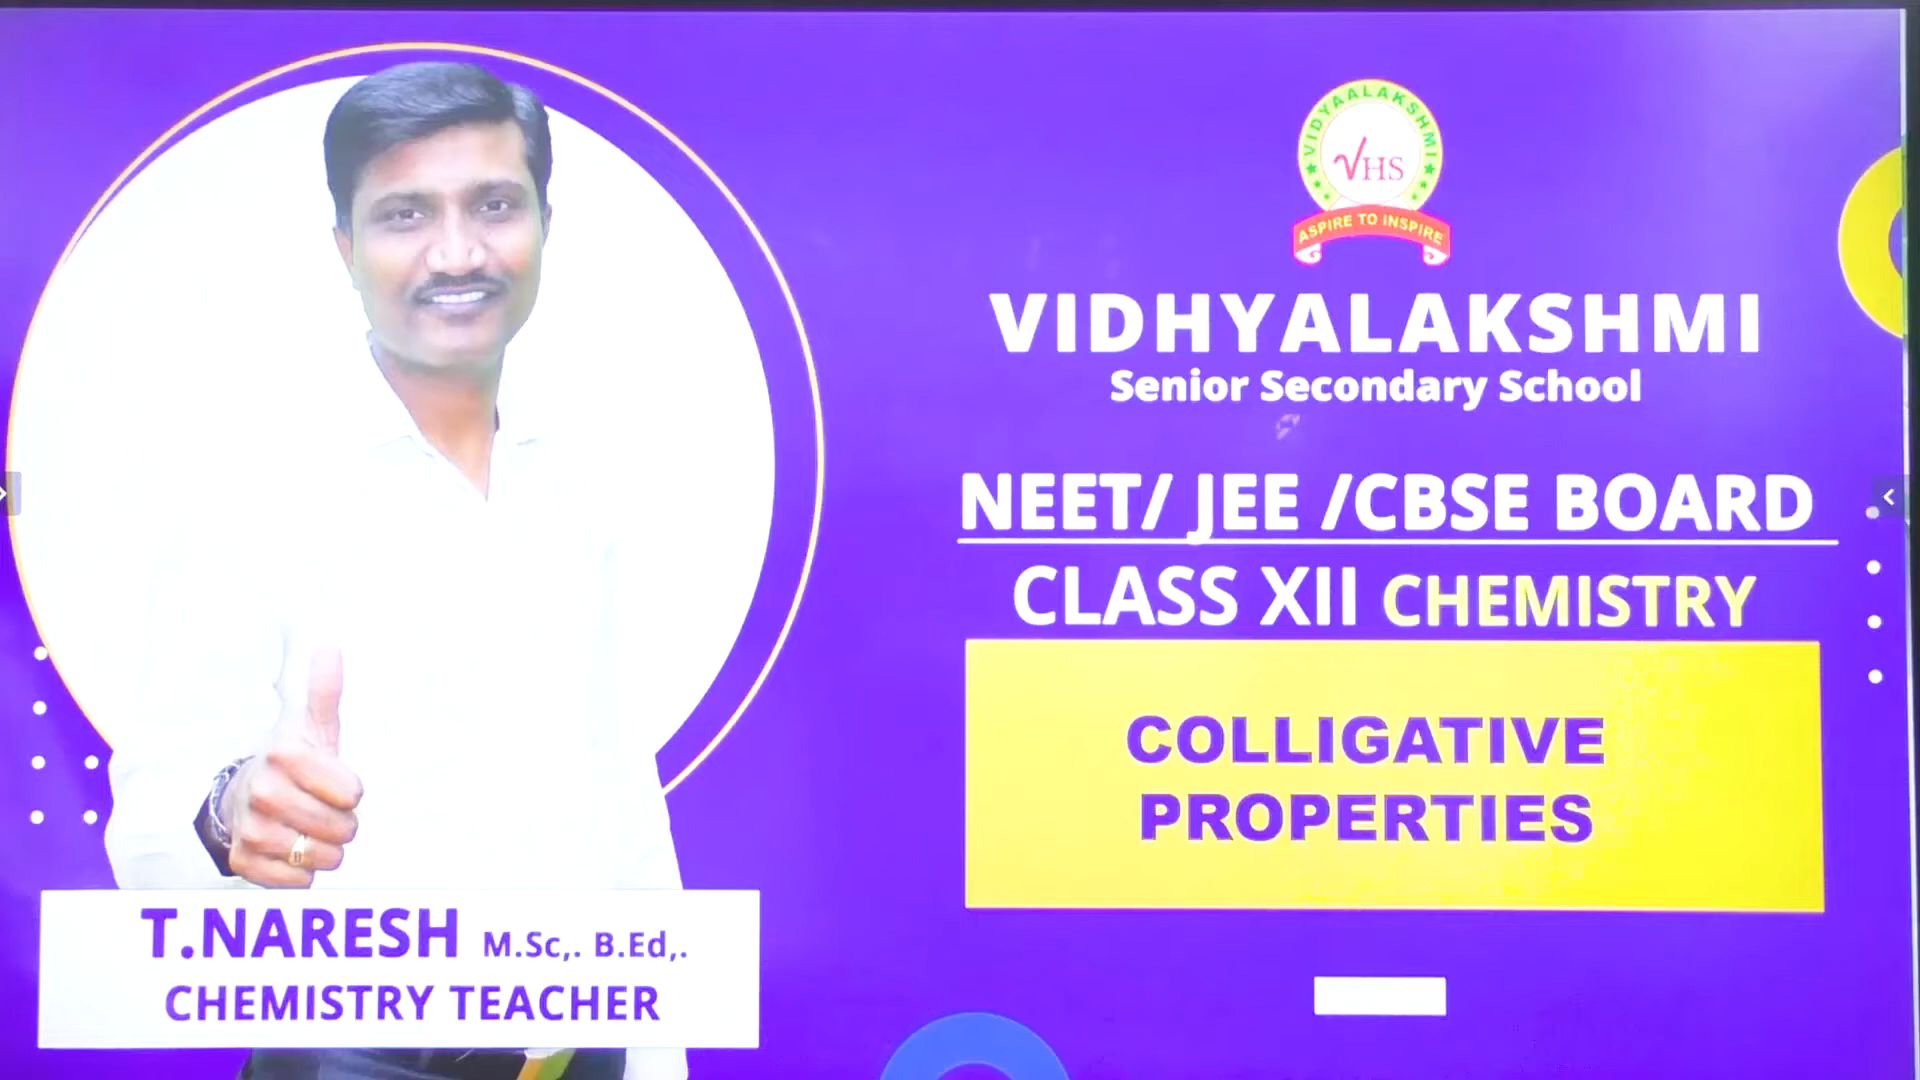 VIDYAALAKSHMI
VHS
ASPIRE TO INSPIRE
VIDHYALAKSHMI
Senior Secondary School
NEET/ JEE /CBSE BOARD
CLASS XII CHEMISTRY
COLLIGATIVE
PROPERTIES
T.NARESH M.Sc,. B.Ed,.
CHEMISTRY TEACHER